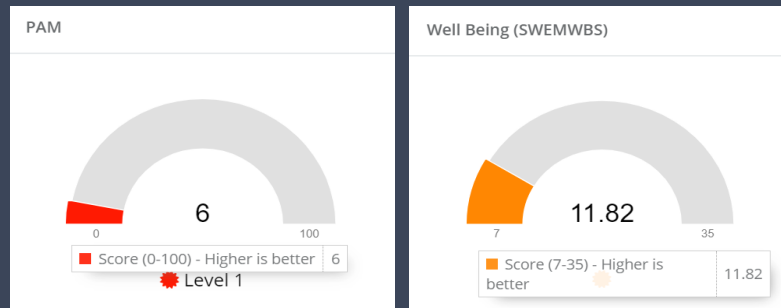 PAM
6
0
100
Score (0-100) - Higher is better
6
Level 1
Well Being (SWEMWBS)
11.82
7
35
Score (7-35) - Higher is
better
11.82